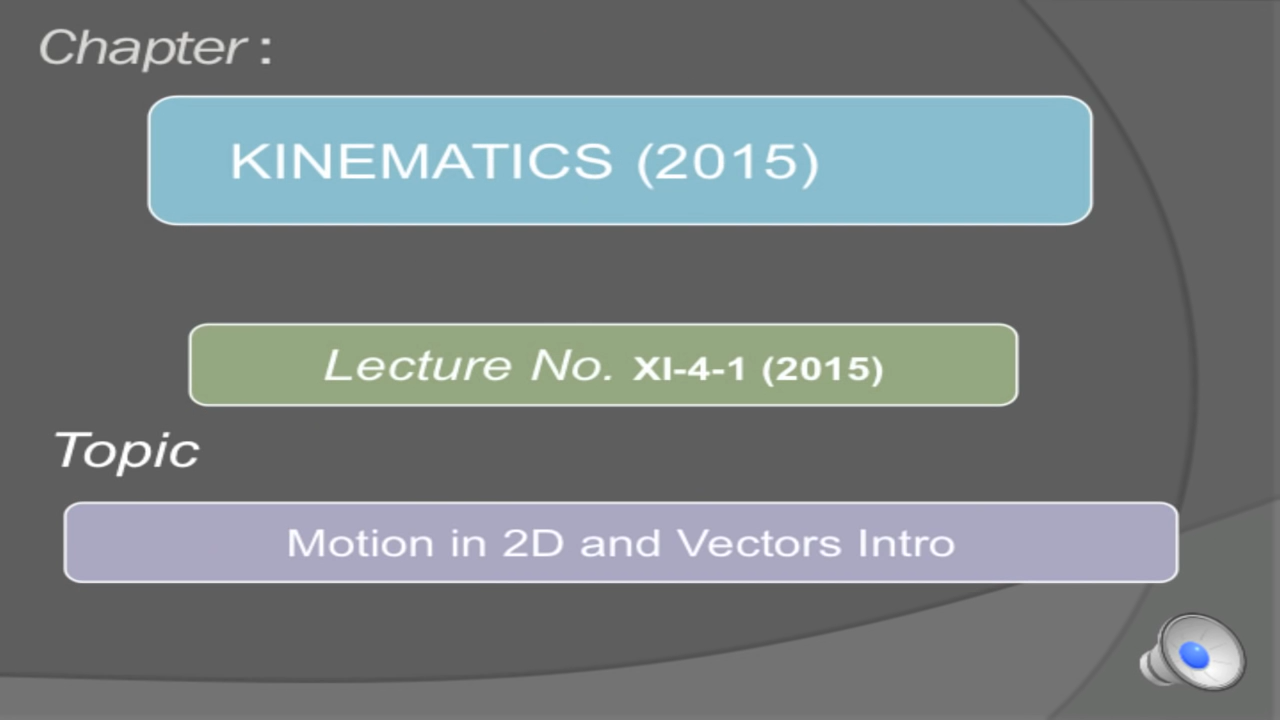 Chapter :
KINEMATICS (2015)
Lecture No. XI-4-1 (2015)
Topic
Motion in 2D and Vectors Intro